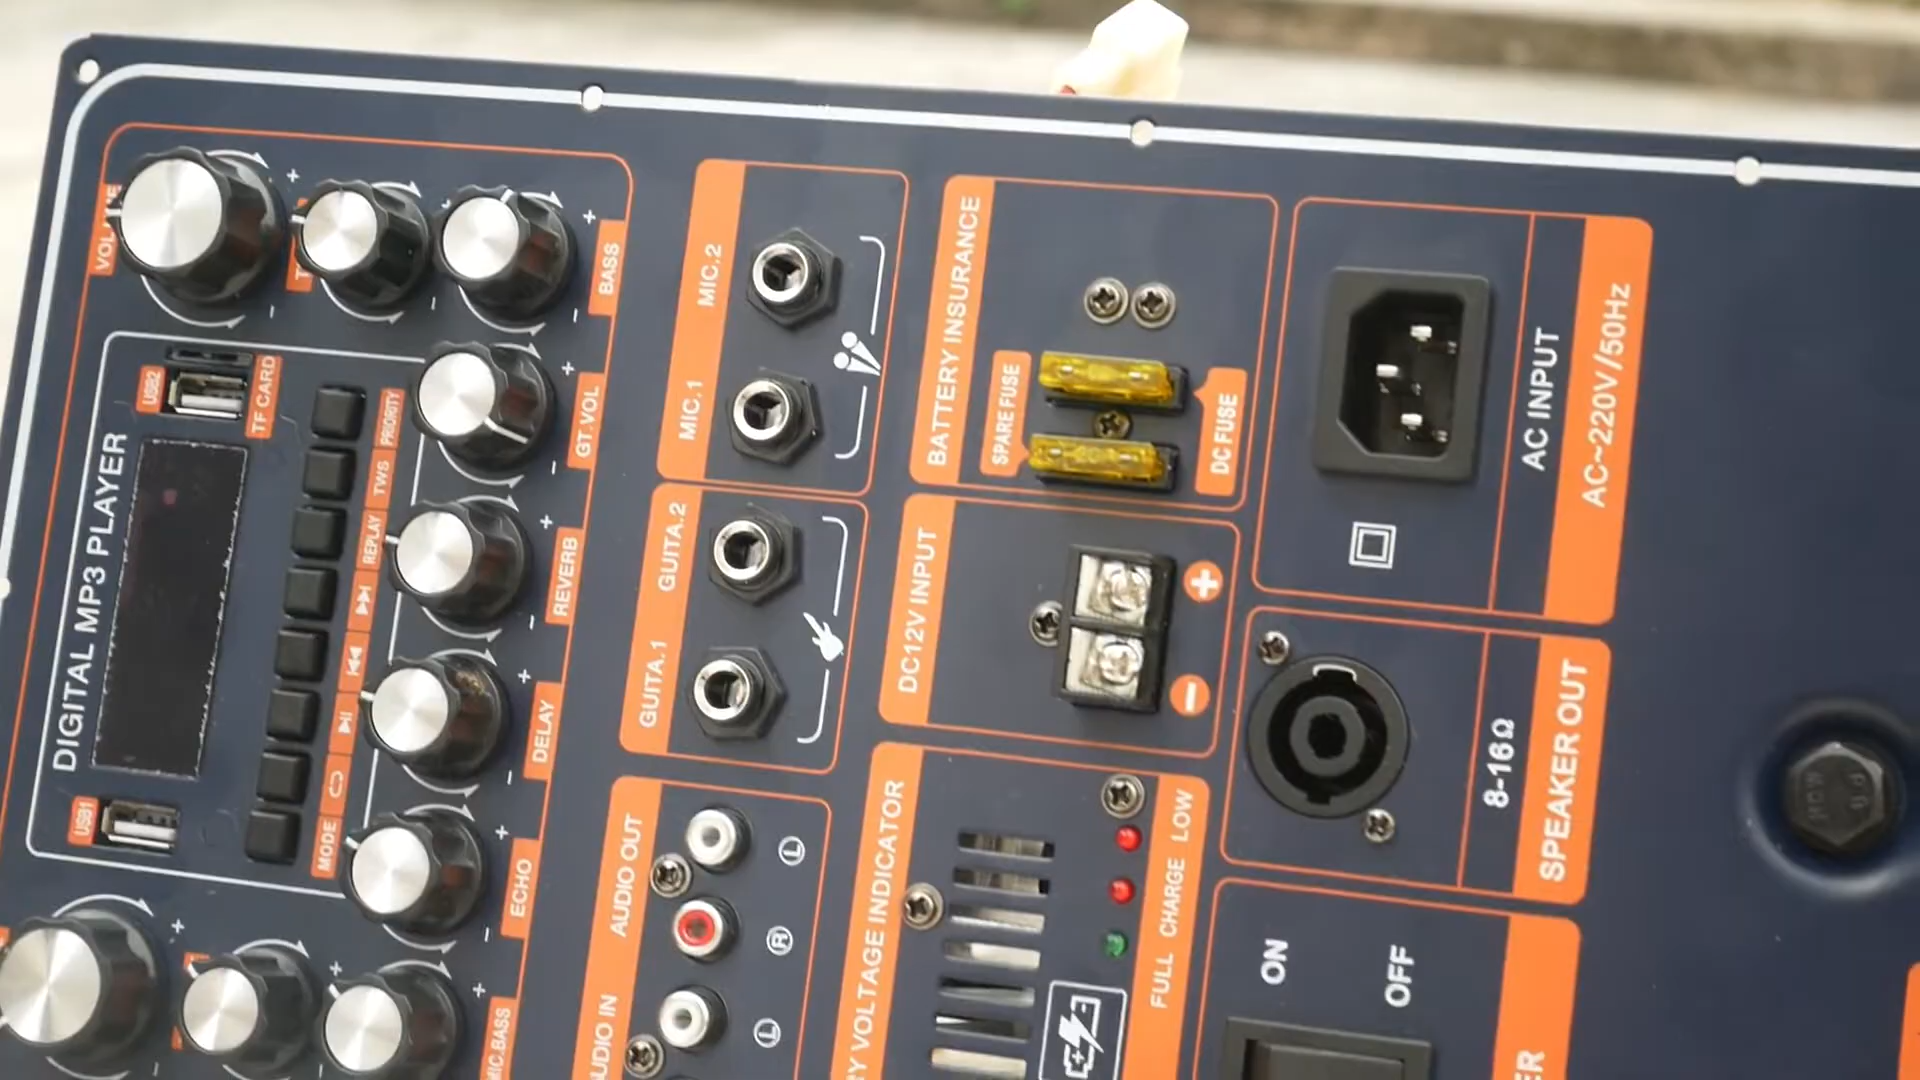 BASS
USB2
TF CARD
PRIORITY
TWS
REPLAY
MODE
USB1
DIGITAL MP3 PLAYER
GT.VOL
REVERB
DELAY
ECHO
MIC.BASS
MIC.2
MIC.1
GUITA.2
GUITA.1
AUDIO OUT
L
R
L
BATTERY INSURANCE
SPARE FUSE
DC FUSE
DC12V INPUT
+
-
VOLTAGE INDICATOR
LOW
CHARGE
FULL
AC INPUT
AC~220V/50Hz
8-16Ω
SPEAKER OUT
ON
OFF